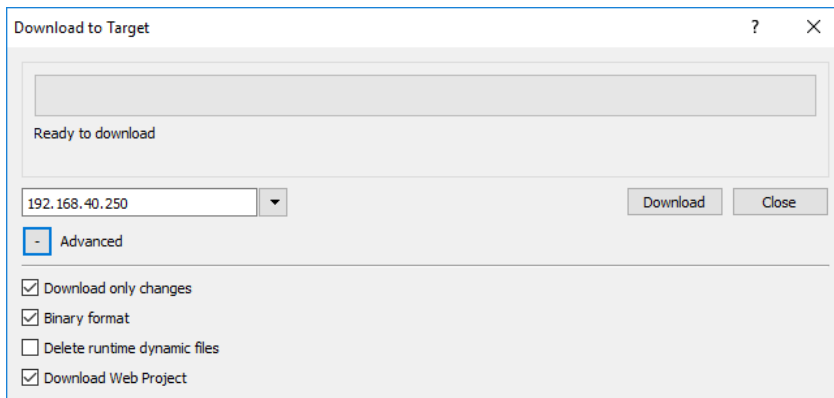 Download to Target
Ready to download
192.168.40.250
Download Close
- Advanced
Download only changes
Binary format
Delete runtime dynamic files
Download Web Project